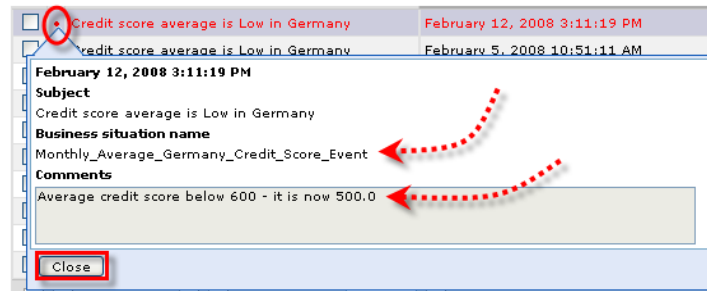 Credit score average is Low in Germany February 12, 2008 3:11:19 PM
Credit score average is Low in Germany February 5, 2008 10:51:11 AM
February 12, 2008 3:11:19 PM
Subject
Credit score average is Low in Germany
Business situation name
Monthly_Average_Germany_Credit_Score_Event
Comments
Average credit score below 600 - it is now 500.0
Close